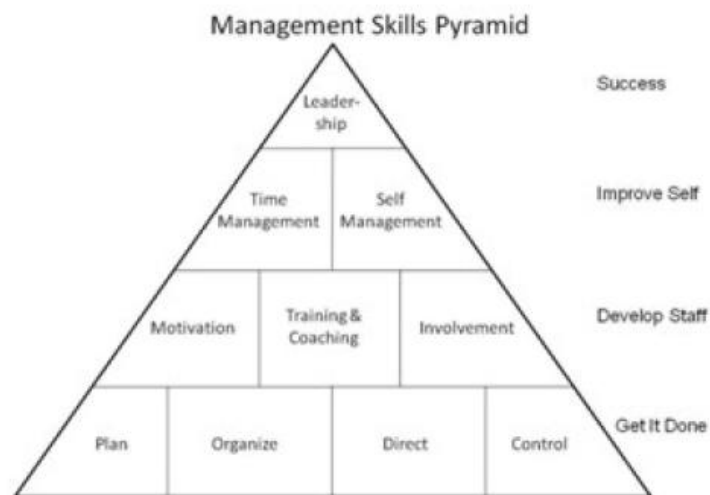 Management Skills Pyramid
Leader-
ship
Success
Time
Management
Self
Management
Improve Self
Motivation
Training &
Coaching
Involvement
Develop Staff
Plan
Organize
Direct
Control
Get It Done